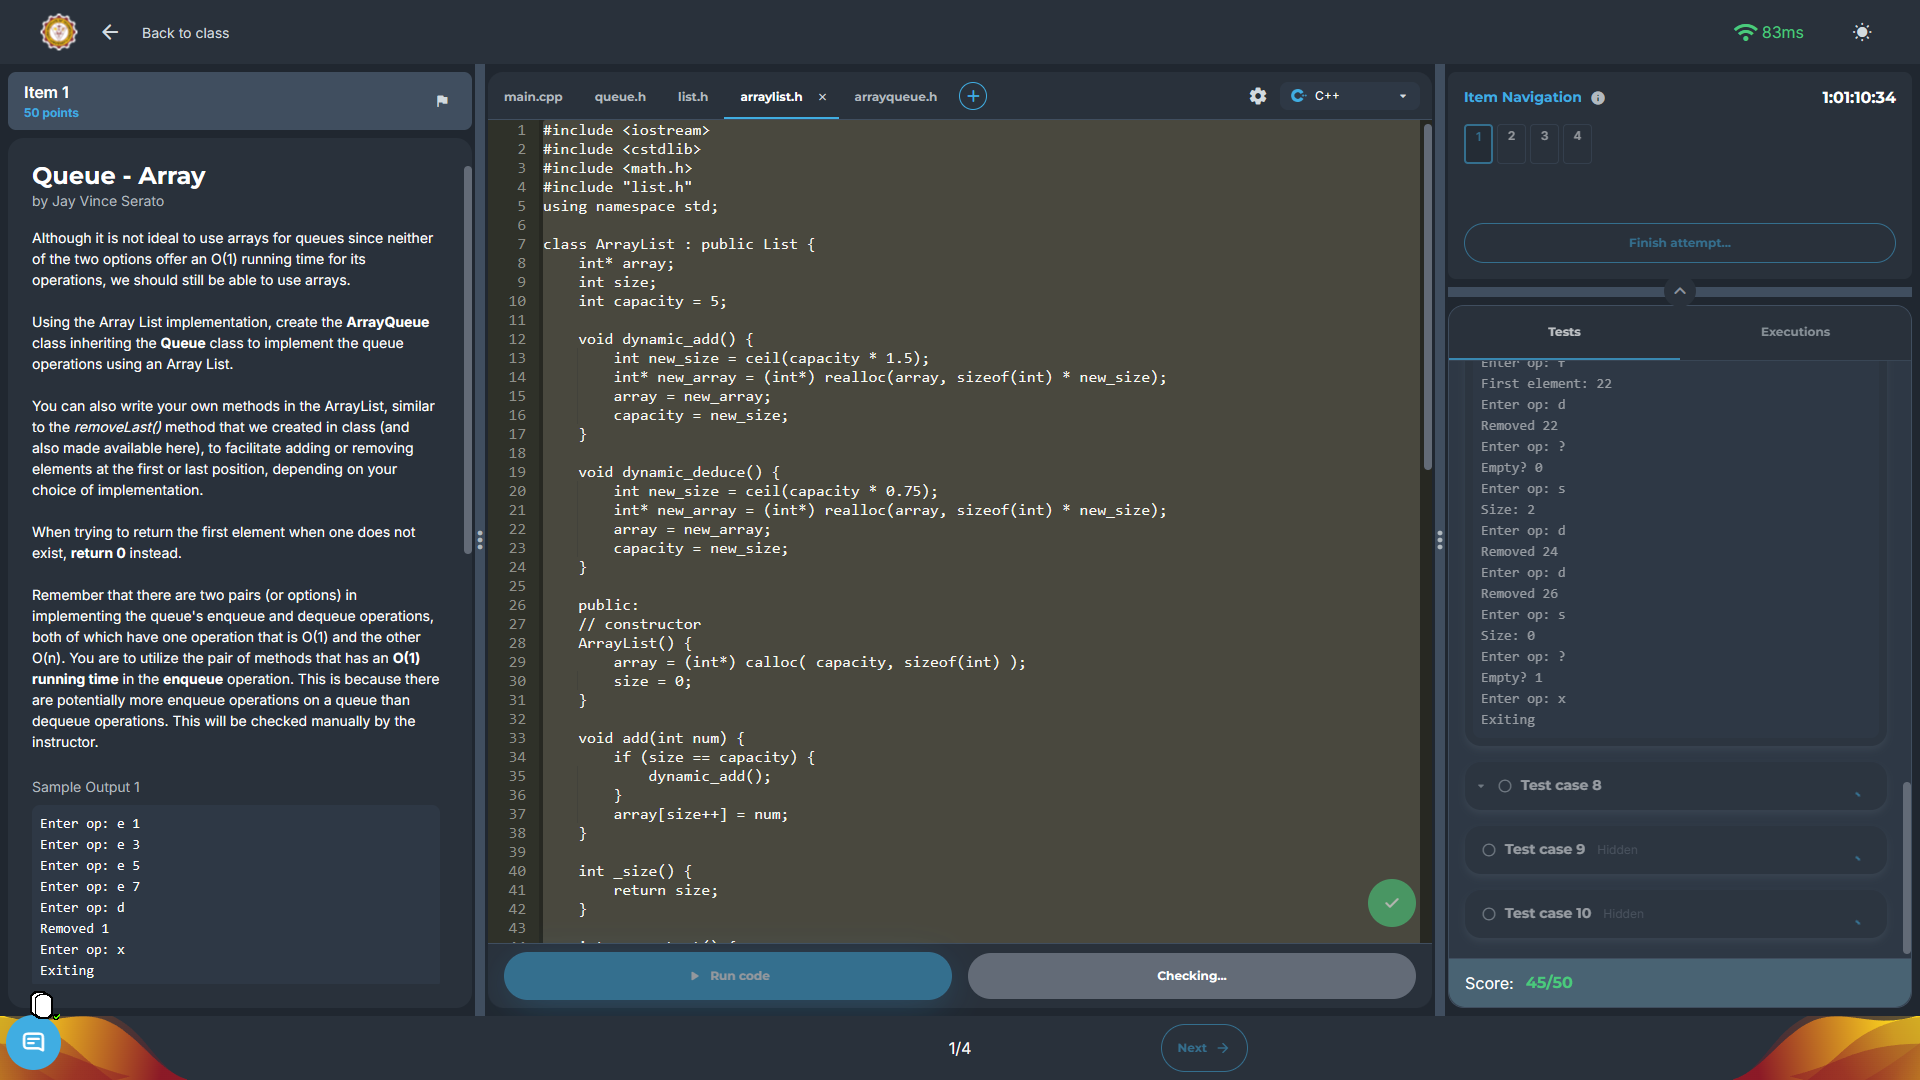 Back to class
83ms
Item 1
50 points
Queue - Array
by Jay Vince Serato
Although it is not ideal to use arrays for queues since neither
of the two options offer an O(1) running time for its
operations, we should still be able to use arrays.
Using the Array List implementation, create the ArrayQueue
class inheriting the Queue class to implement the queue
operations using an Array List.
You can also write your own methods in the ArrayList, similar
to the removeLast() method that we created in class (and
also made available here), to facilitate adding or removing
elements at the first or last position, depending on your
choice of implementation.
When trying to return the first element when one does not
exist, return 0 instead.
Remember that there are two pairs (or options) in
implementing the queue's enqueue and dequeue operations,
both of which have one operation that is O(1) and the other
O(n). You are to utilize the pair of methods that has an O(1)
running time in the enqueue operation. This is because there
are potentially more enqueue operations on a queue than
dequeue operations. This will be checked manually by the
instructor.
Sample Output 1
Enter op: e 1
Enter op: e 3
Enter op: e 5
Enter op: e 7
Enter op: d
Removed 1
Enter op: x
Exiting
main.cpp queue.h list.h arraylist.h × arrayqueue.h + C++
1 #include <iostream>
2 #include <cstdlib>
3 #include <math.h>
4 #include "list.h"
5 using namespace std;
6
7 class ArrayList : public List {
8     int* array;
9     int size;
10     int capacity = 5;
11
12     void dynamic_add() {
13         int new_size = ceil(capacity * 1.5);
14         int* new_array = (int*) realloc(array, sizeof(int) * new_size);
15         array = new_array;
16         capacity = new_size;
17     }
18
19     void dynamic_deduce() {
20         int new_size = ceil(capacity * 0.75);
21         int* new_array = (int*) realloc(array, sizeof(int) * new_size);
22         array = new_array;
23         capacity = new_size;
24     }
25
26     public:
27     // constructor
28     ArrayList() {
29         array = (int*) calloc( capacity, sizeof(int) );
30         size = 0;
31     }
32
33     void add(int num) {
34         if (size == capacity) {
35             dynamic_add();
36         }
37         array[size++] = num;
38     }
39
40     int _size() {
41         return size;
42     }
43
Run code
Checking...
Item Navigation
1:01:10:34
1 2 3 4
Finish attempt...
Tests Executions
Enter op: f
First element: 22
Enter op: d
Removed 22
Enter op: ?
Empty? 0
Enter op: s
Size: 2
Enter op: d
Removed 24
Enter op: d
Removed 26
Enter op: s
Size: 0
Enter op: ?
Empty? 1
Enter op: x
Exiting
Test case 8
Test case 9 Hidden
Test case 10 Hidden
Score: 45/50
1/4
Next